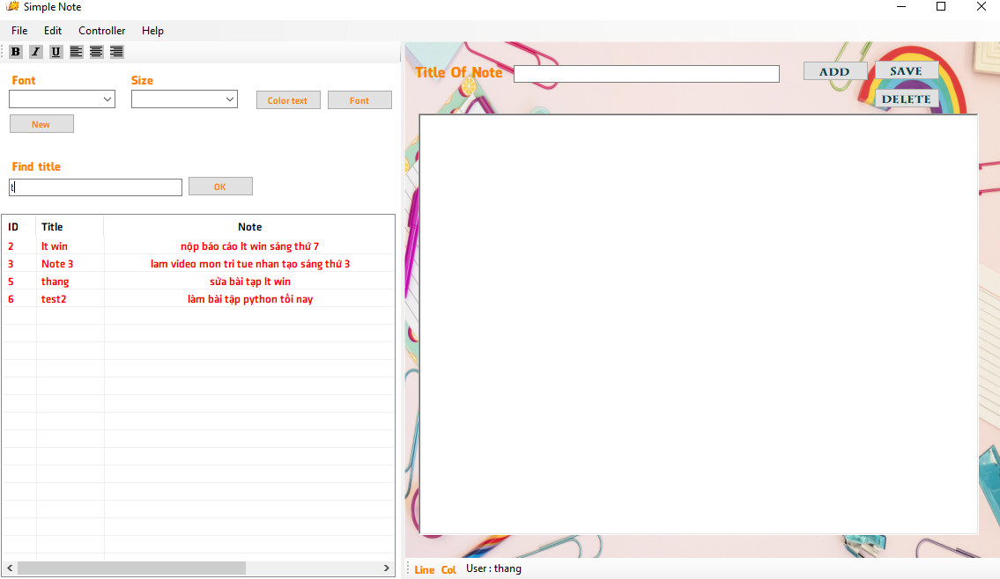 Simple Note
File Edit Controller Help
B I U
Font Size
Color text Font
New
Find title
t OK
ID Title Note
2 lt win nộp báo cáo lt win sáng thứ 7
3 Note 3 lam video mon tri tue nhan tạo sáng thứ 3
5 thang sửa bài tạp lt win
6 test2 làm bài tập python tối nay
Title Of Note ADD SAVE
DELETE
Line Col User : thang